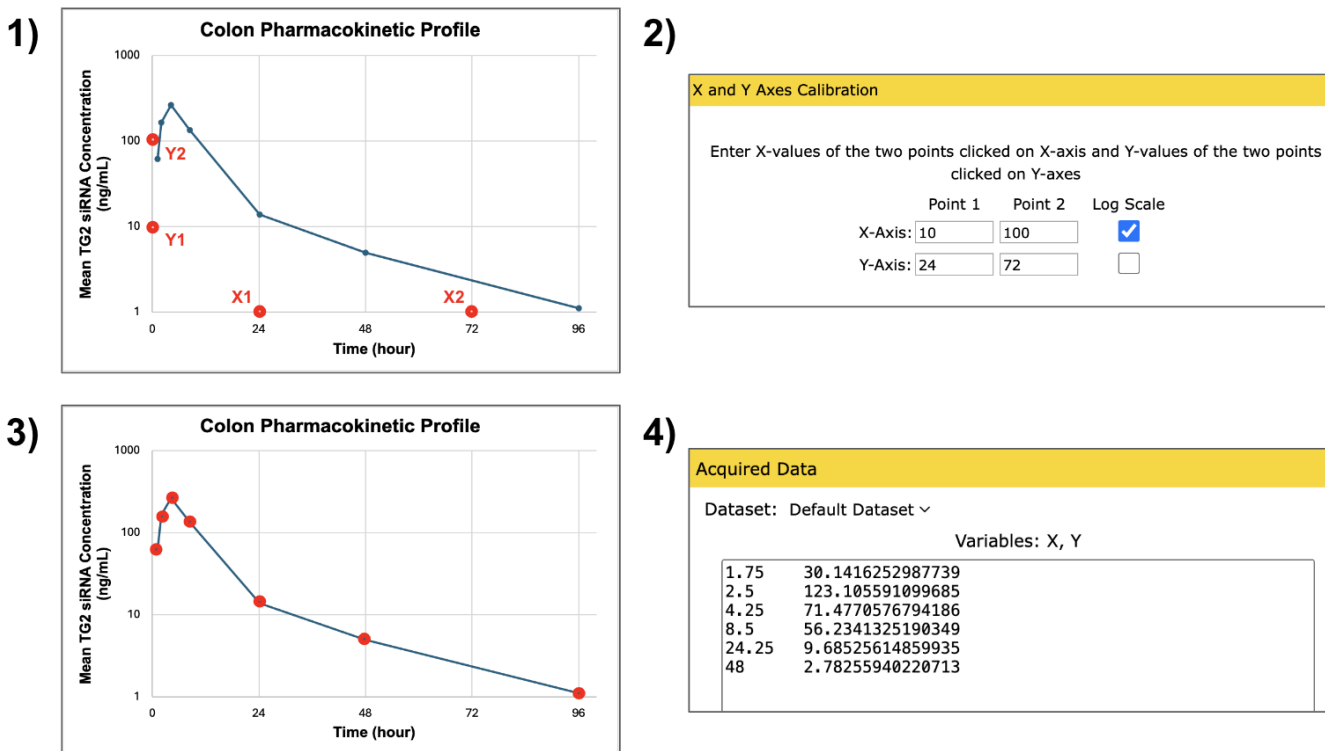 1)
Colon Pharmacokinetic Profile
Mean TG2 siRNA Concentration
(ng/mL)
1000
100
10
1
Y2
Y1
X1
X2
0 24 48 72 96
Time (hour)
2)
X and Y Axes Calibration
Enter X-values of the two points clicked on X-axis and Y-values of the two points
clicked on Y-axes
Point 1 Point 2 Log Scale
X-Axis: 10 100
Y-Axis: 24 72
3)
Colon Pharmacokinetic Profile
Mean TG2 siRNA Concentration
(ng/mL)
1000
100
10
1
0 24 48 72 96
Time (hour)
4)
Acquired Data
Dataset: Default Dataset
Variables: X, Y
1.75 30.1416252987739
2.5 123.105591099685
4.25 71.4770576794186
8.5 56.2341325190349
24.25 9.68525614859935
48 2.78255940220713